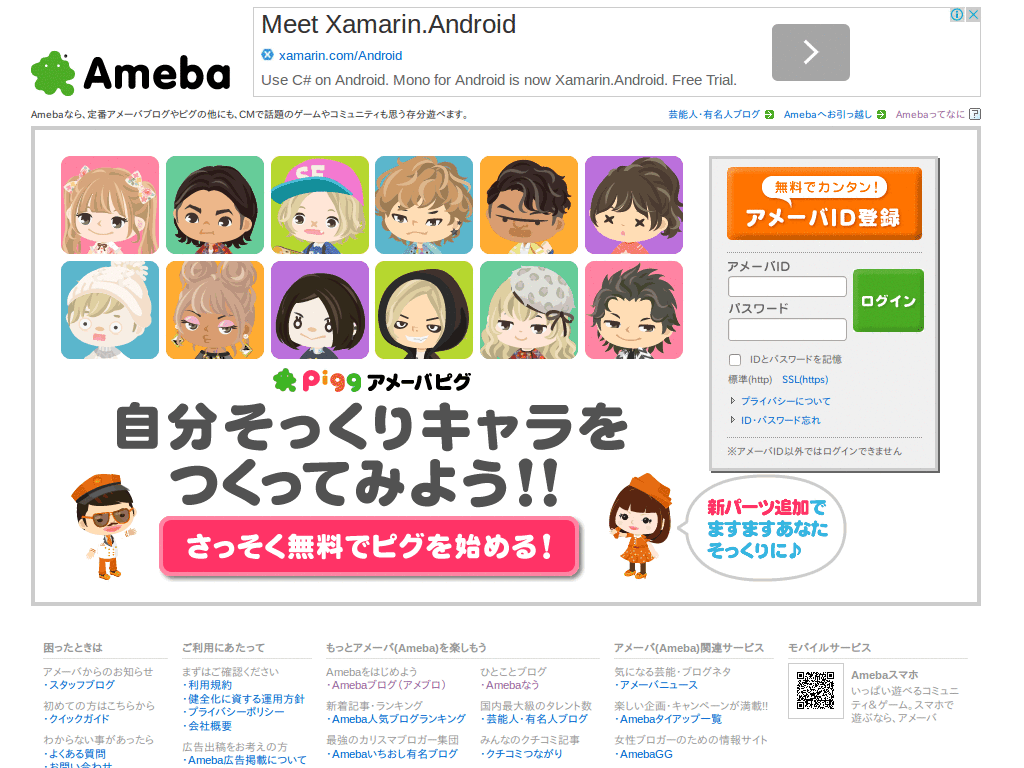 Meet Xamarin.Android
xamarin.com/Android
Use C# on Android. Mono for Android is now Xamarin.Android. Free Trial.
Ameba
Amebaなら、定番アメーバブログやピグの他にも、CMで話題のゲームやコミュニティも思う存分遊べます。
芸能人・有名人ブログ Amebaへお引っ越し Amebaってなに ?
SF
無料でカンタン!
アメーバID登録
アメーバID
パスワード
ログイン
IDとパスワードを記憶
標準(http) SSL(https)
プライバシーについて
ID・パスワード忘れ
※アメーバID以外ではログインできません
Pigg アメーバピグ
自分そっくりキャラを
つくってみよう!!
さっそく無料でピグを始める!
新パーツ追加で
ますますあなた
そっくりに♪
困ったときは
アメーバからのお知らせ
・スタッフブログ
初めての方はこちらから
・クイックガイド
わからない事があったら
・よくある質問
・お問い合わせ
ご利用にあたって
まずはご確認ください
・利用規約
・健全化に資する運用方針
・プライバシーポリシー
・会社概要
広告出稿をお考えの方
・Ameba広告掲載について
もっとアメーバ(Ameba)を楽しもう
Amebaをはじめよう
・Amebaブログ(アメブロ)
新着記事・ランキング
・Ameba人気ブログランキング
最強のカリスマブロガー集団
・Amebaいちおし有名ブログ
ひとことブログ
・Amebaなう
国内最大級のタレント数
・芸能人・有名人ブログ
みんなのクチコミ記事
・クチコミつながり
アメーバ(Ameba)関連サービス
気になる芸能・ブログネタ
・アメーバニュース
楽しい企画・キャンペーンが満載!!
・Amebaタイアップ一覧
女性ブロガーのための情報サイト
・AmebaGG
モバイルサービス
Amebaスマホ
いっぱい遊べるコミュニ
ティ&ゲーム。スマホで
遊ぶなら、アメーバ